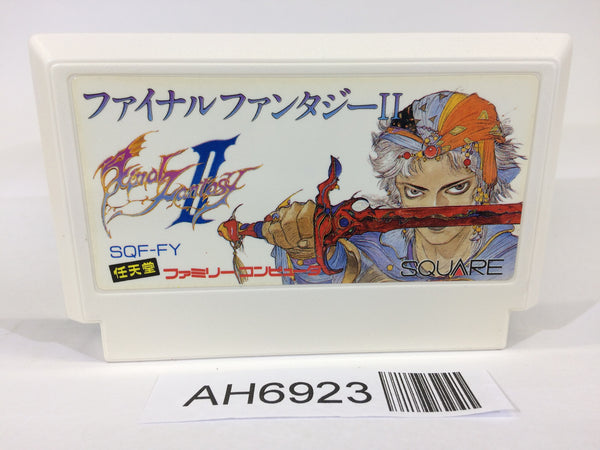 ファイナルファンタジーII
Final Fantasy II
SQF-FY
任天堂 ファミリーコンピュータ
SQUARE
AH6923